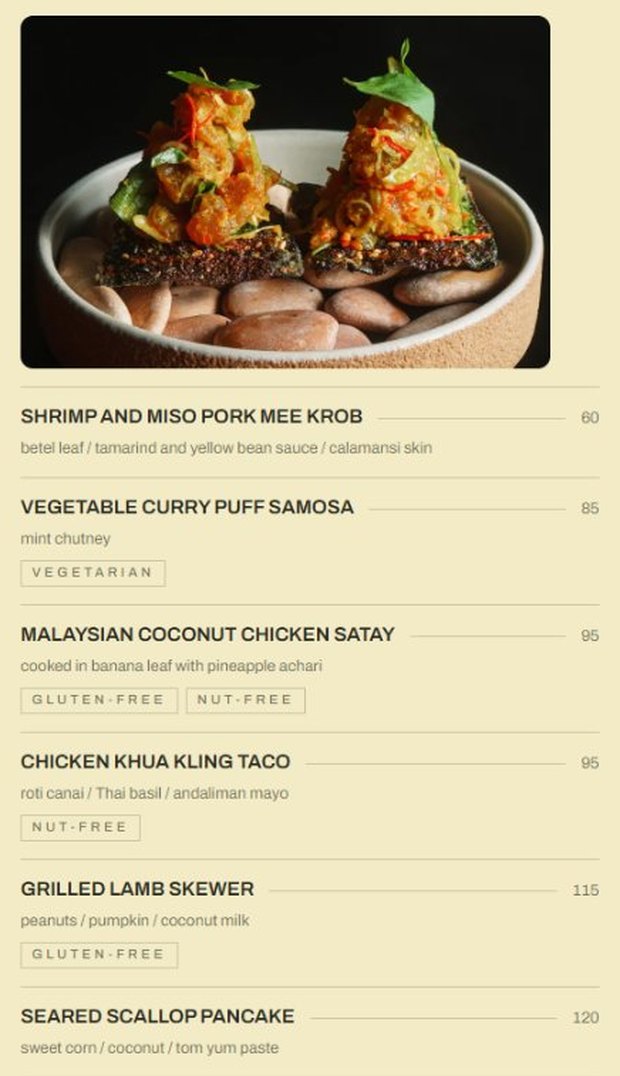 SHRIMP AND MISO PORK MEE KROB 60
betel leaf / tamarind and yellow bean sauce / calamansi skin
VEGETABLE CURRY PUFF SAMOSA 85
mint chutney
VEGETARIAN
MALAYSIAN COCONUT CHICKEN SATAY 95
cooked in banana leaf with pineapple achari
GLUTEN-FREE NUT-FREE
CHICKEN KHUA KLING TACO 95
roti canai / Thai basil / andaliman mayo
NUT-FREE
GRILLED LAMB SKEWER 115
peanuts / pumpkin / coconut milk
GLUTEN-FREE
SEARED SCALLOP PANCAKE 120
sweet corn / coconut / tom yum paste